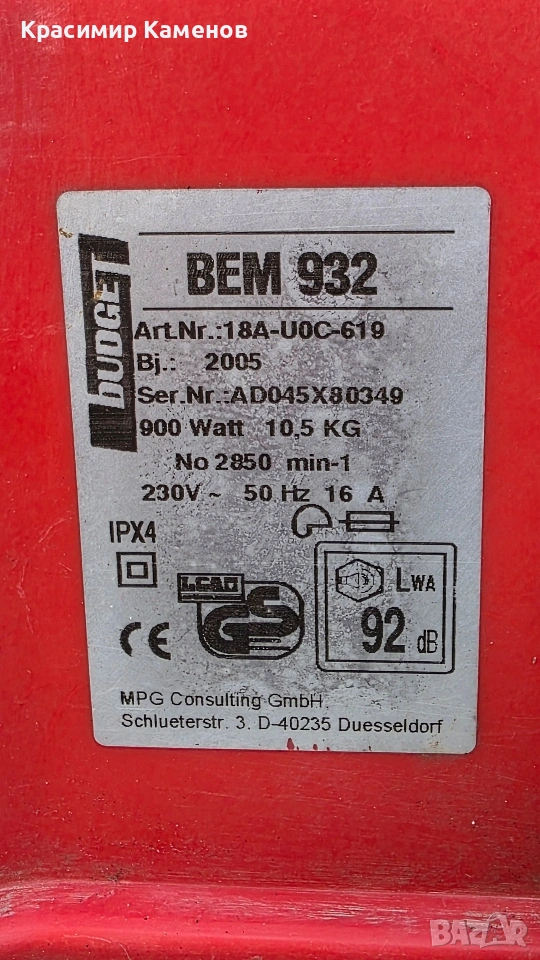 Красимир Каменов
BUDGET
BEM 932
Art.Nr.:18A-U0C-619
Bj.: 2005
Ser.Nr.:AD045X80349
900 Watt 10,5 KG
No 2850 min-1
230V ~ 50 Hz 16 A
IPX4
LGAO
GS
CE
LWA
92 dB
MPG Consulting GmbH
Schlueterstr. 3. D-40235 Duesseldorf
BAZAR